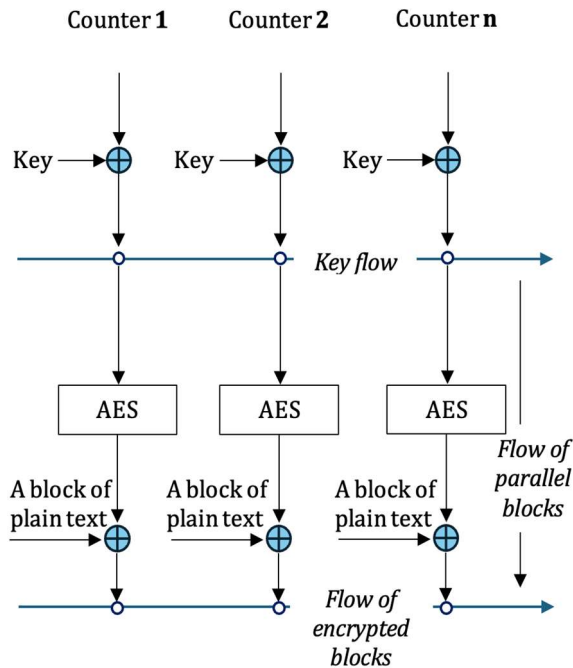 Counter 1
Counter 2
Counter n
Key
Key
Key
Key flow
AES
AES
AES
Flow of
parallel
blocks
A block of
plain text
A block of
plain text
A block of
plain text
Flow of
encrypted
blocks